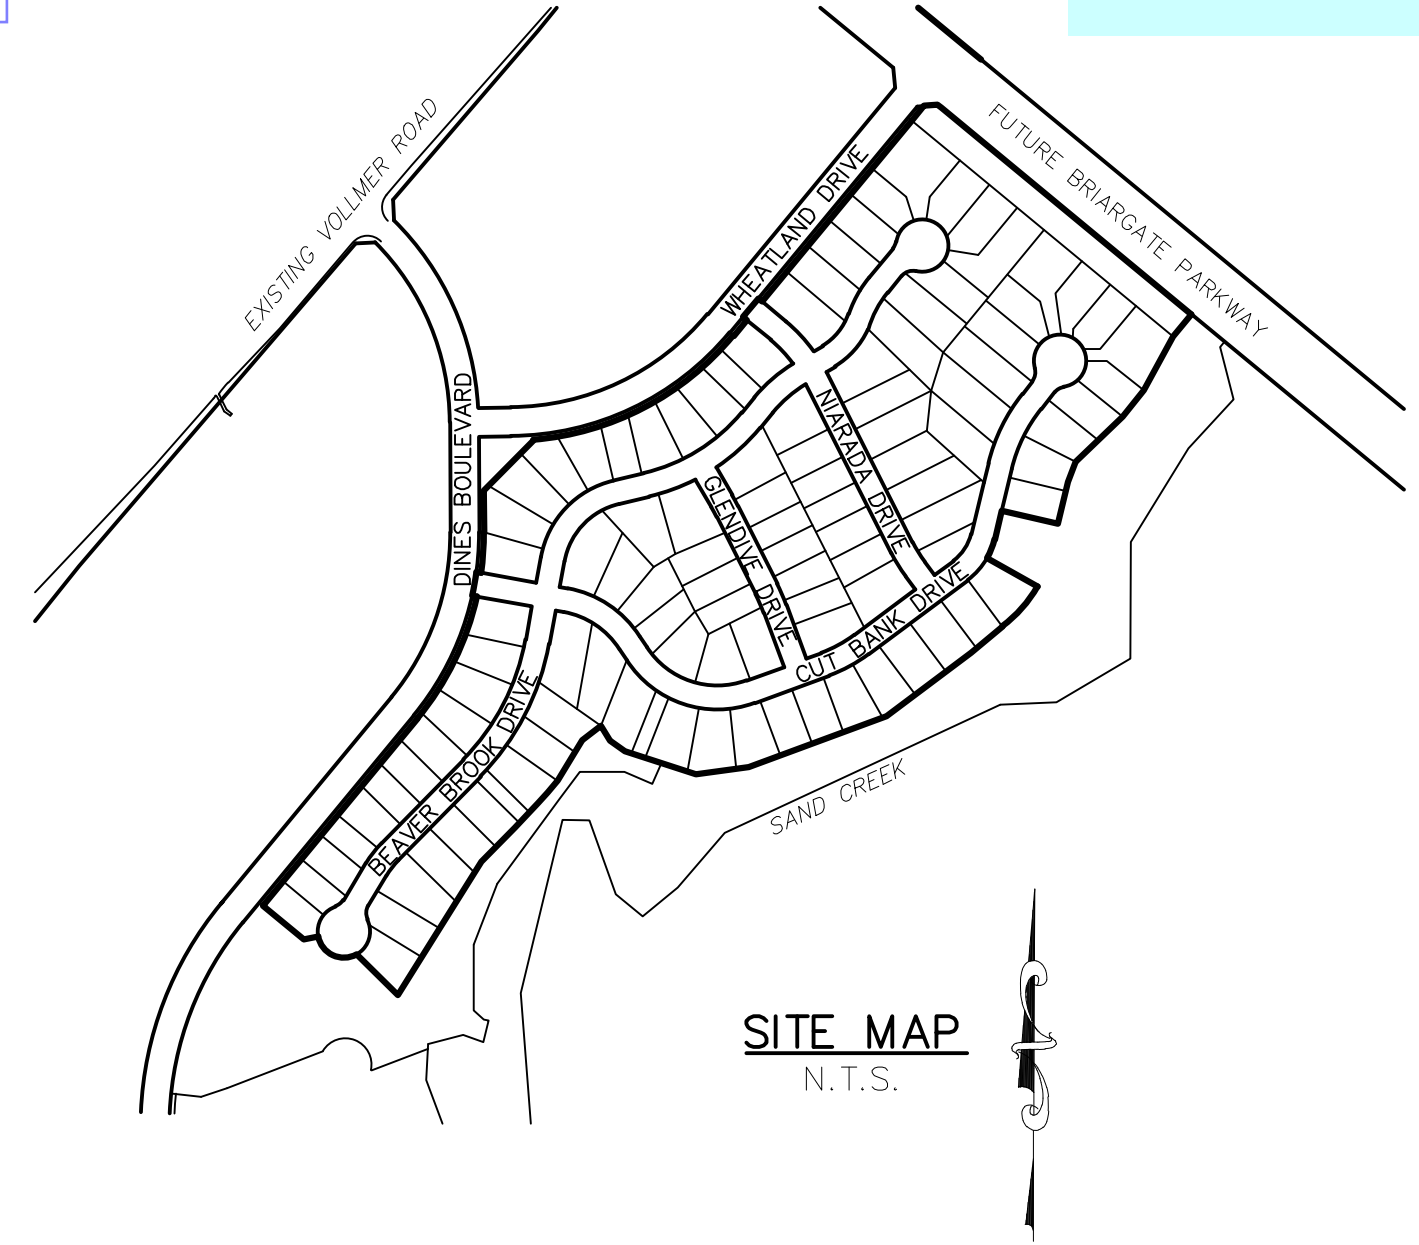 FUTURE BRIARGATE PARKWAY
EXISTING VOLLMER ROAD
WHEATLAND DRIVE
DINES BOULEVARD
NIARADA DRIVE
GLENDIVE DRIVE
CUT BANK DRIVE
BEAVER BROOK DRIVE
SAND CREEK
SITE MAP
N.T.S.